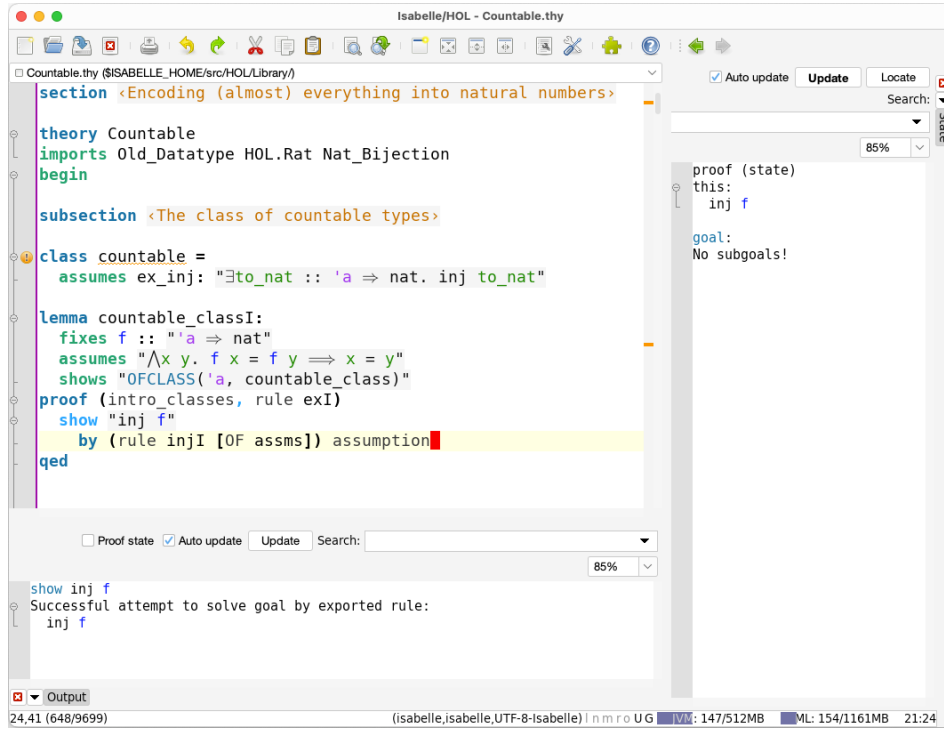 Isabelle/HOL - Countable.thy
Countable.thy ($ISABELLE_HOME/src/HOL/Library/)
section ‹Encoding (almost) everything into natural numbers›
theory Countable
imports Old_Datatype HOL.Rat Nat_Bijection
begin
subsection ‹The class of countable types›
class countable =
assumes ex_inj: "∃to_nat :: 'a ⇒ nat. inj to_nat"
lemma countable_classI:
fixes f :: "'a ⇒ nat"
assumes "⋀x y. f x = f y ⟹ x = y"
shows "OFCLASS('a, countable_class)"
proof (intro_classes, rule exI)
show "inj f"
by (rule injI [OF assms]) assumption
qed
Auto update Update Locate
Search:
85%
State
proof (state)
this:
inj f
goal:
No subgoals!
Proof state Auto update Update Search:
85%
show inj f
Successful attempt to solve goal by exported rule:
inj f
Output
24,41 (648/9699) (isabelle,isabelle,UTF-8-Isabelle) l n m r o U G JVM: 147/512MB ML: 154/1161MB 21:24